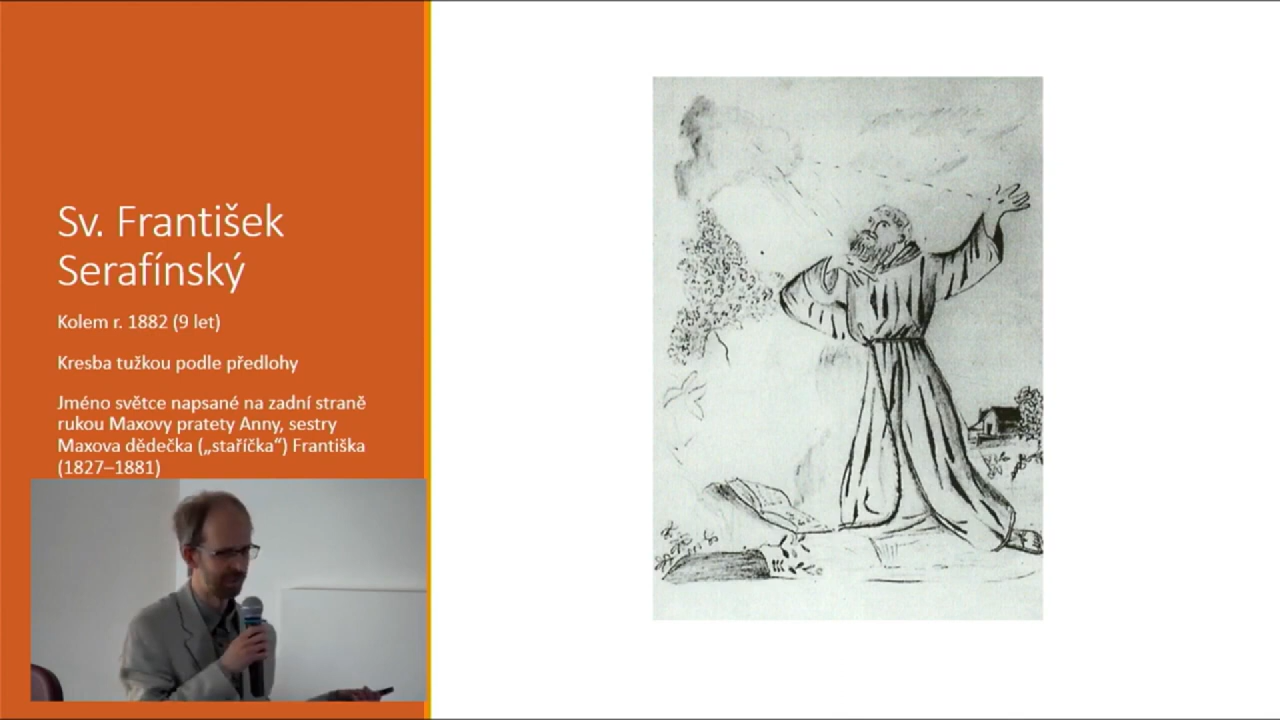 Sv. František
Serafínský
Kolem r. 1882 (9 let)
Kresba tužkou podle předlohy
Jméno světce napsané na zadní straně
rukou Maxovy pratety Anny, sestry
Maxova dědečka („staříčka“) Františka
(1827–1881)